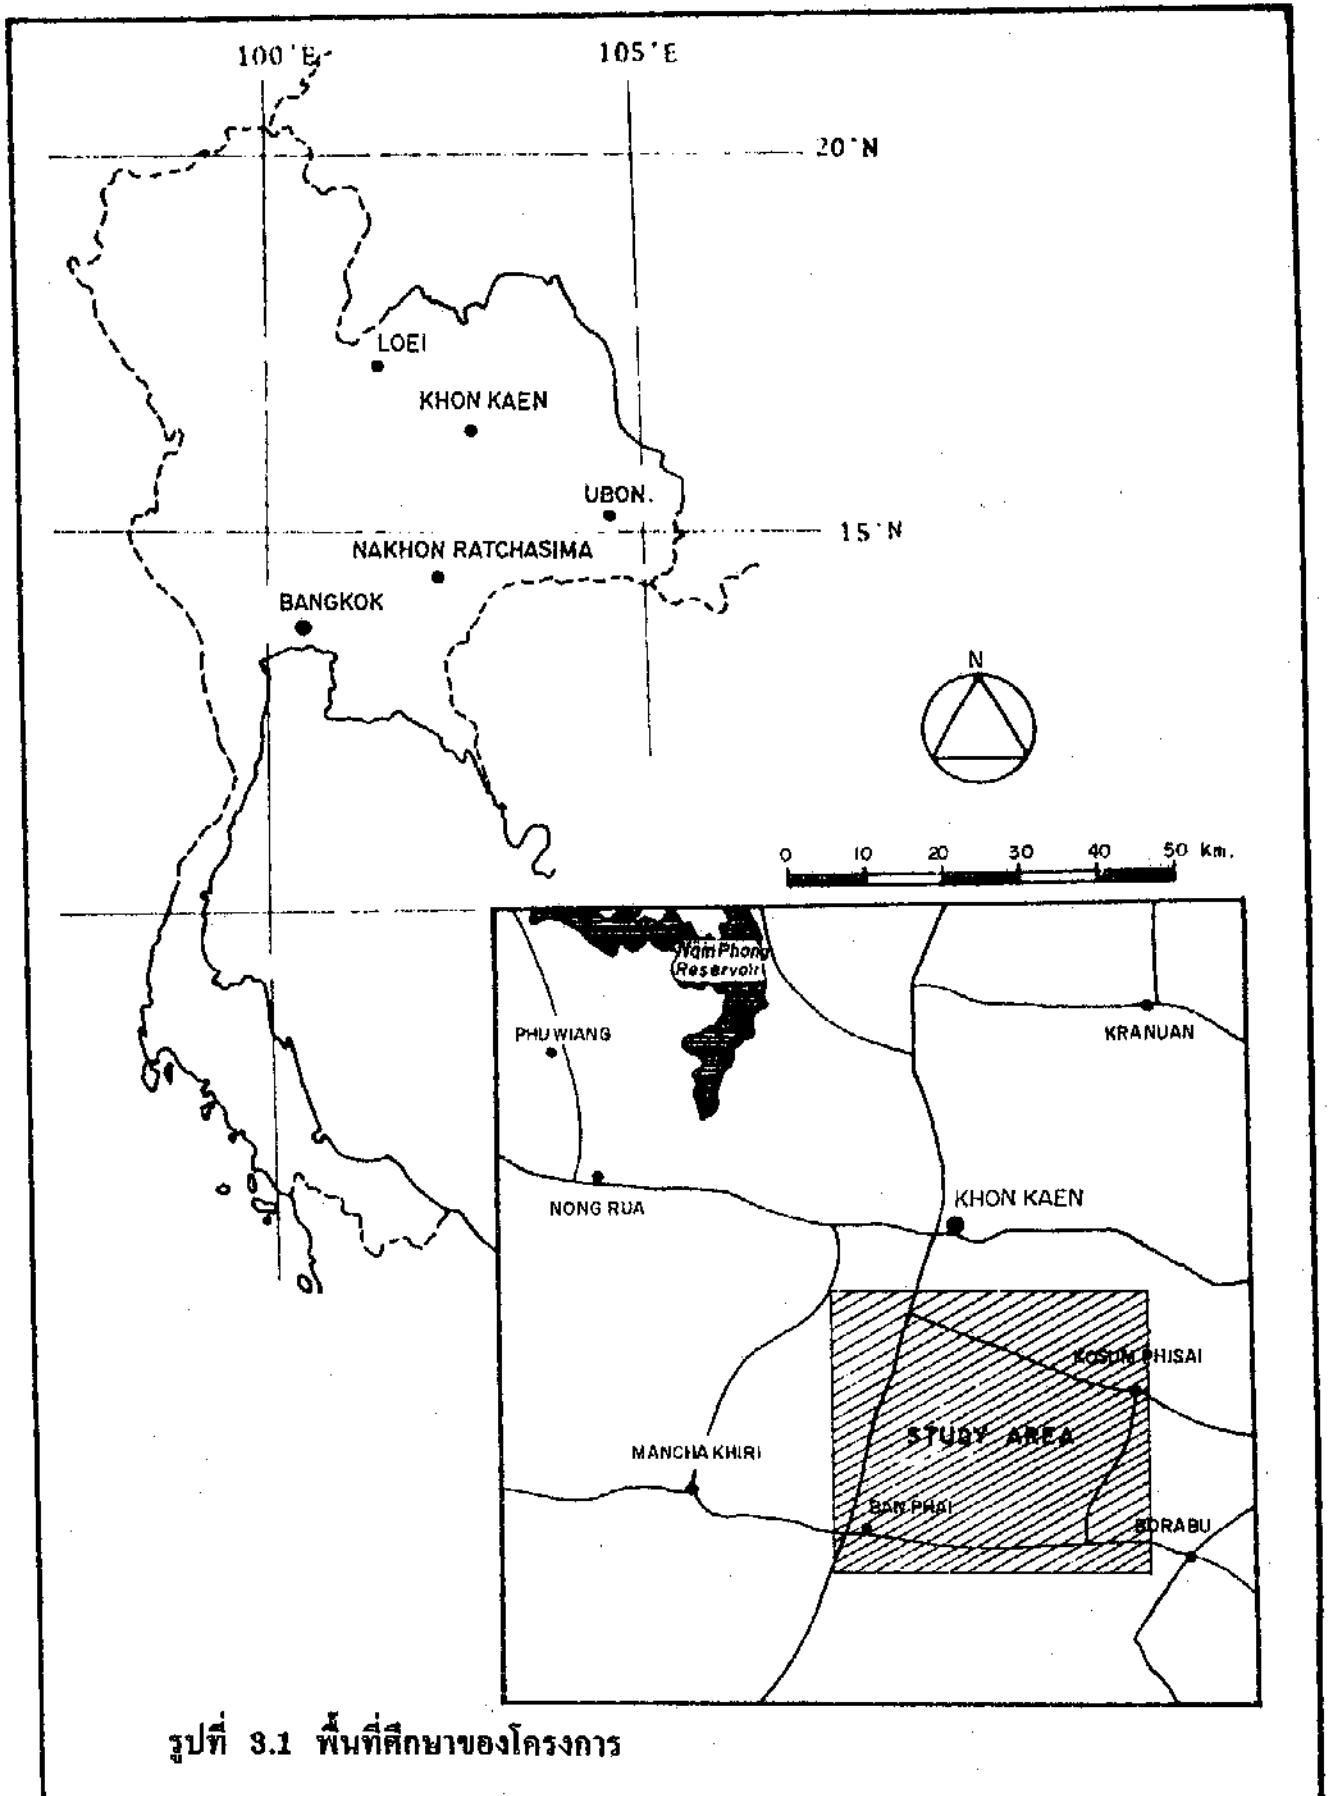 100°E 105°E
20°N
LOEI
KHON KAEN
UBON.
15°N
NAKHON RATCHASIMA
BANGKOK
N
0 10 20 30 40 50 Km.
Nam Phong
Reservoir
PHU WIANG
KRANUAN
KHON KAEN
NONG RUA
KOSUM PHISAI
STUDY AREA
MANCHA KHIRI
BAN PHAI
BORABU
รูปที่ 3.1 พื้นที่ศึกษาของโครงการ